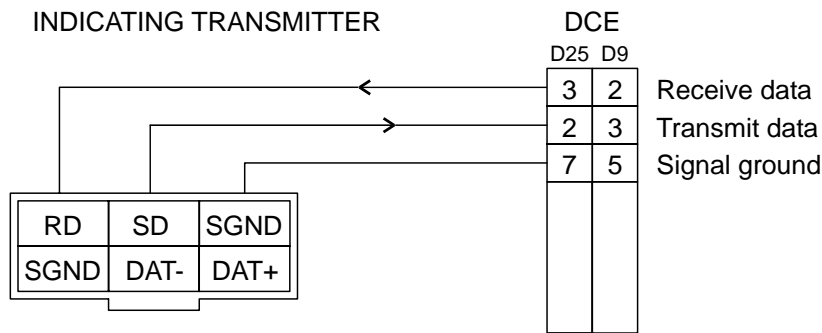 INDICATING TRANSMITTER DCE
D25 D9
3 2 Receive data
2 3 Transmit data
7 5 Signal ground
RD SD SGND
SGND DAT- DAT+